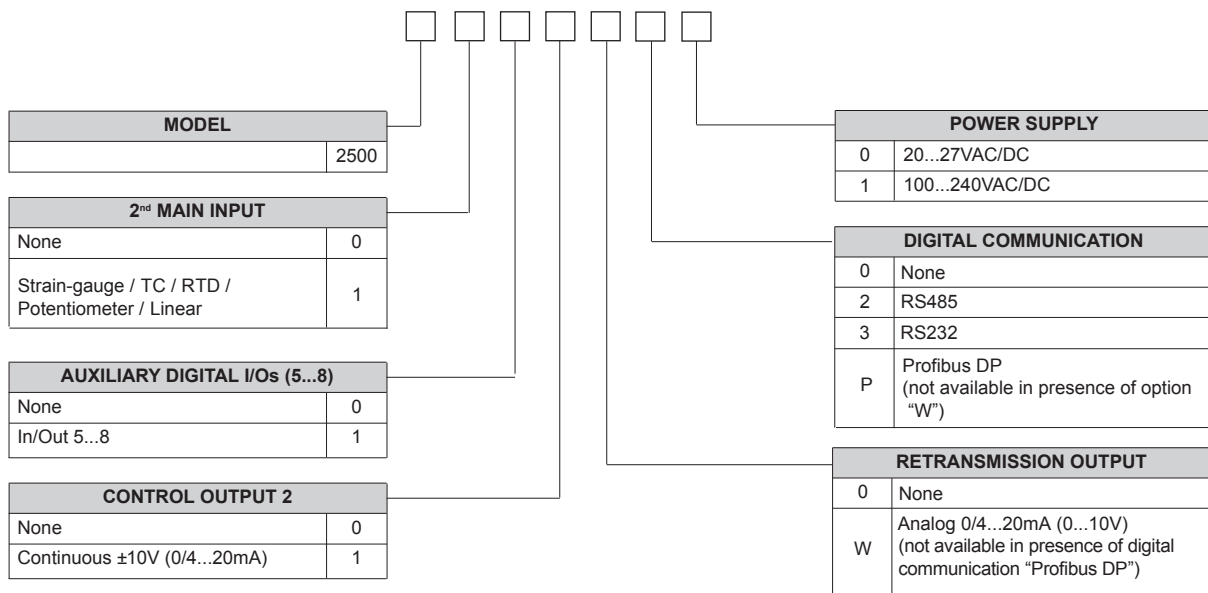 MODEL
2500
2nd MAIN INPUT
None 0
Strain-gauge / TC / RTD /
Potentiometer / Linear 1
AUXILIARY DIGITAL I/Os (5...8)
None 0
In/Out 5...8 1
CONTROL OUTPUT 2
None 0
Continuous ±10V (0/4...20mA) 1
POWER SUPPLY
0 20...27VAC/DC
1 100...240VAC/DC
DIGITAL COMMUNICATION
0 None
2 RS485
3 RS232
P Profibus DP
(not available in presence of option
“W”)
RETRANSMISSION OUTPUT
0 None
W Analog 0/4...20mA (0...10V)
(not available in presence of digital
communication “Profibus DP”)